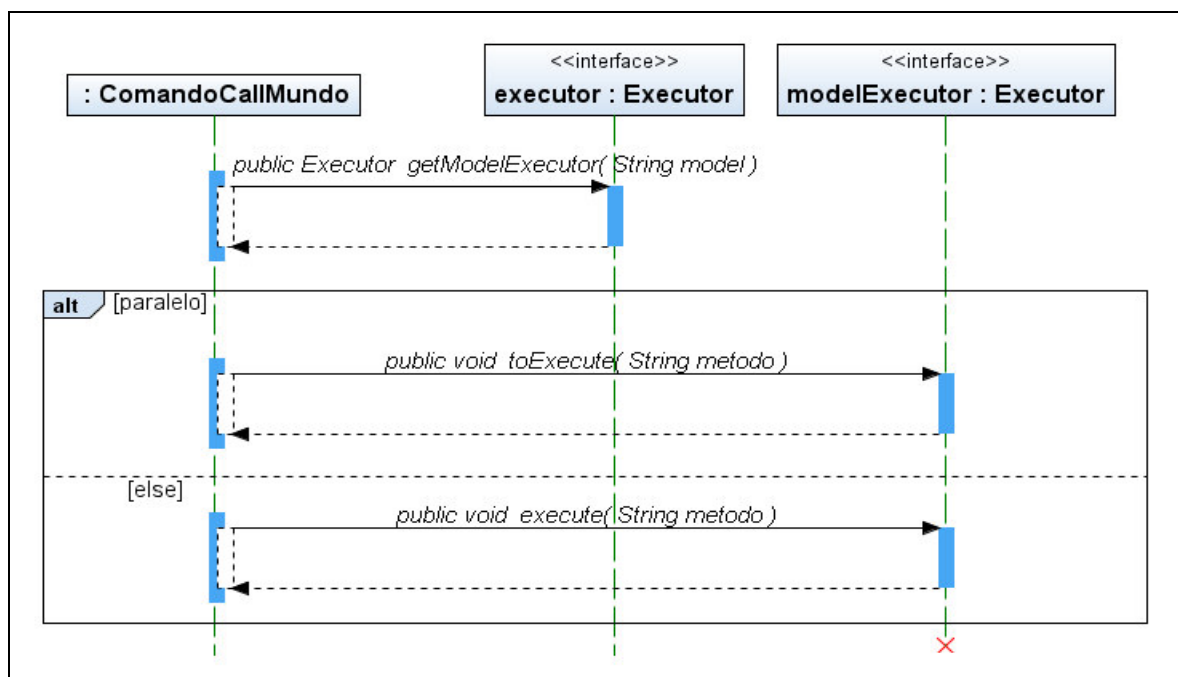 : ComandoCallMundo
<<interface>>
executor : Executor
<<interface>>
modelExecutor : Executor
public Executor getModelExecutor( String model )
alt
[paralelo]
public void toExecute( String metodo )
[else]
public void execute( String metodo )